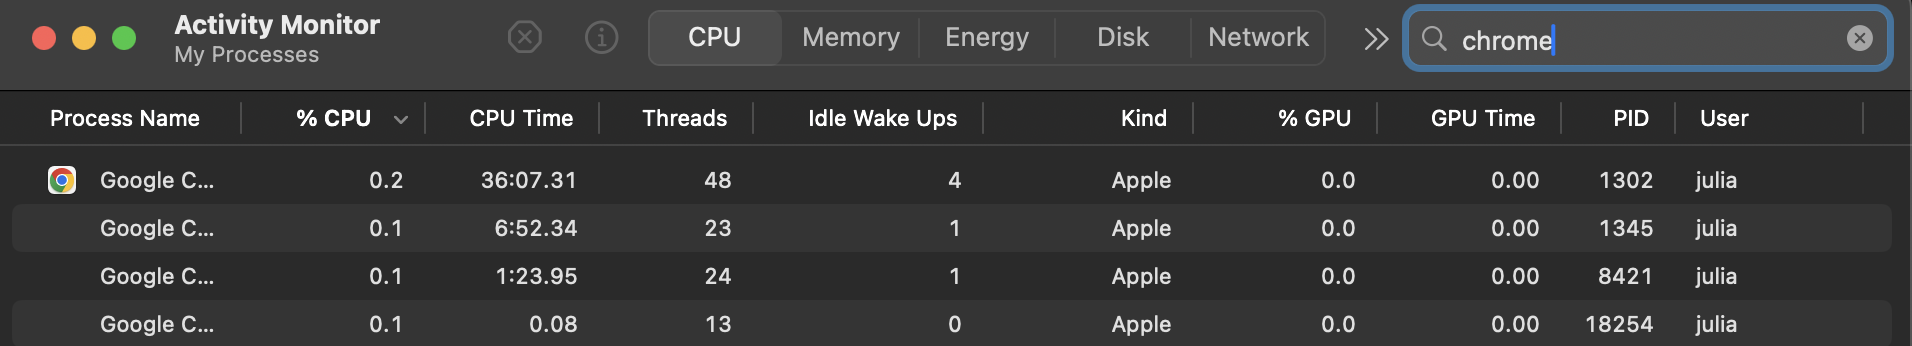 Activity Monitor
My Processes
CPU Memory Energy Disk Network
chrome
Process Name % CPU CPU Time Threads Idle Wake Ups Kind % GPU GPU Time PID User
Google C... 0.2 36:07.31 48 4 Apple 0.0 0.00 1302 julia
Google C... 0.1 6:52.34 23 1 Apple 0.0 0.00 1345 julia
Google C... 0.1 1:23.95 24 1 Apple 0.0 0.00 8421 julia
Google C... 0.1 0.08 13 0 Apple 0.0 0.00 18254 julia